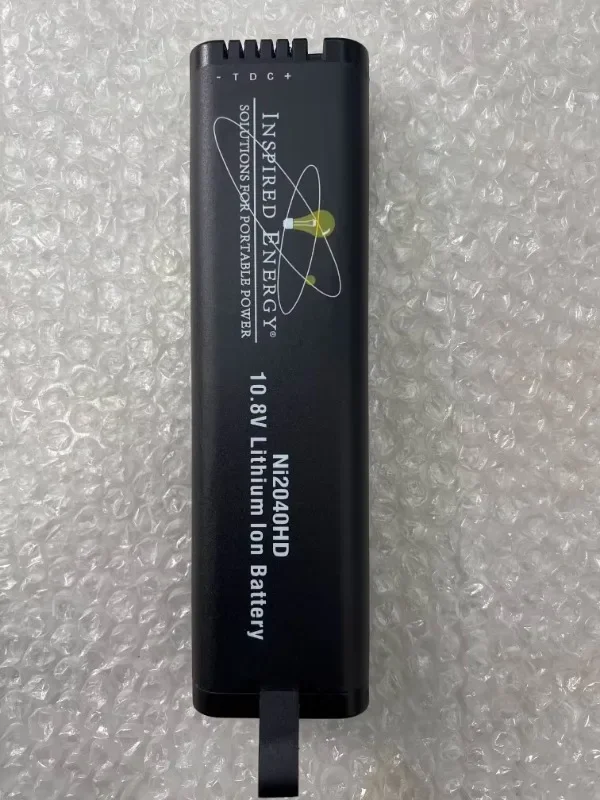 - T D C +
INSPIRED ENERGY®
SOLUTIONS FOR PORTABLE POWER
Ni2040HD
10.8V Lithium Ion Battery